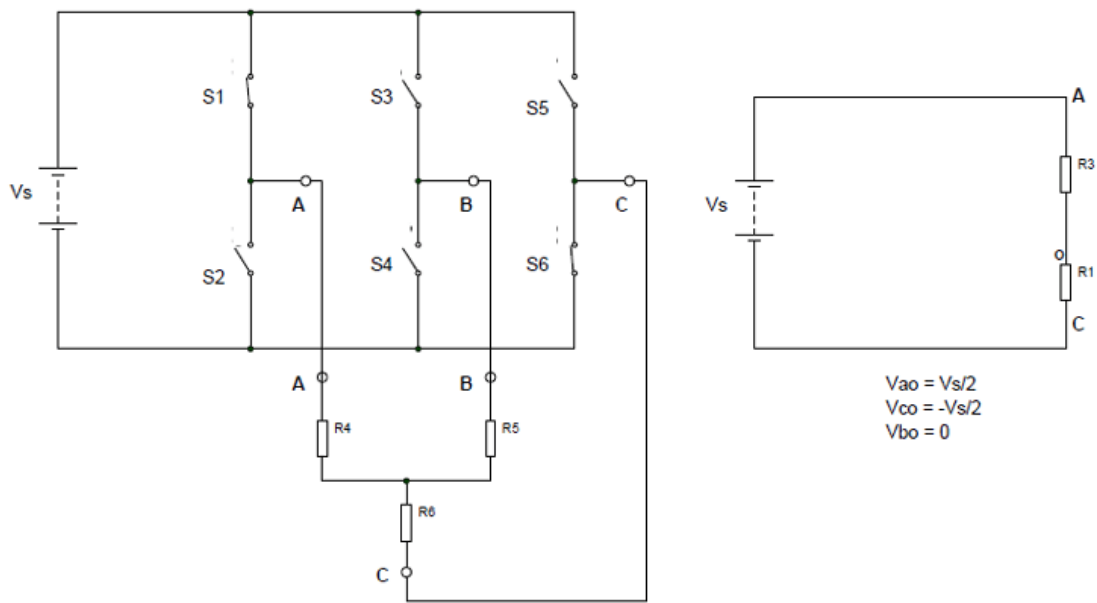 S1
S3
S5
Vs
A
B
C
S2
S4
S6
A
B
R4
R5
R6
C
A
R3
Vs
O
R1
C
Vao = Vs/2
Vco = -Vs/2
Vbo = 0